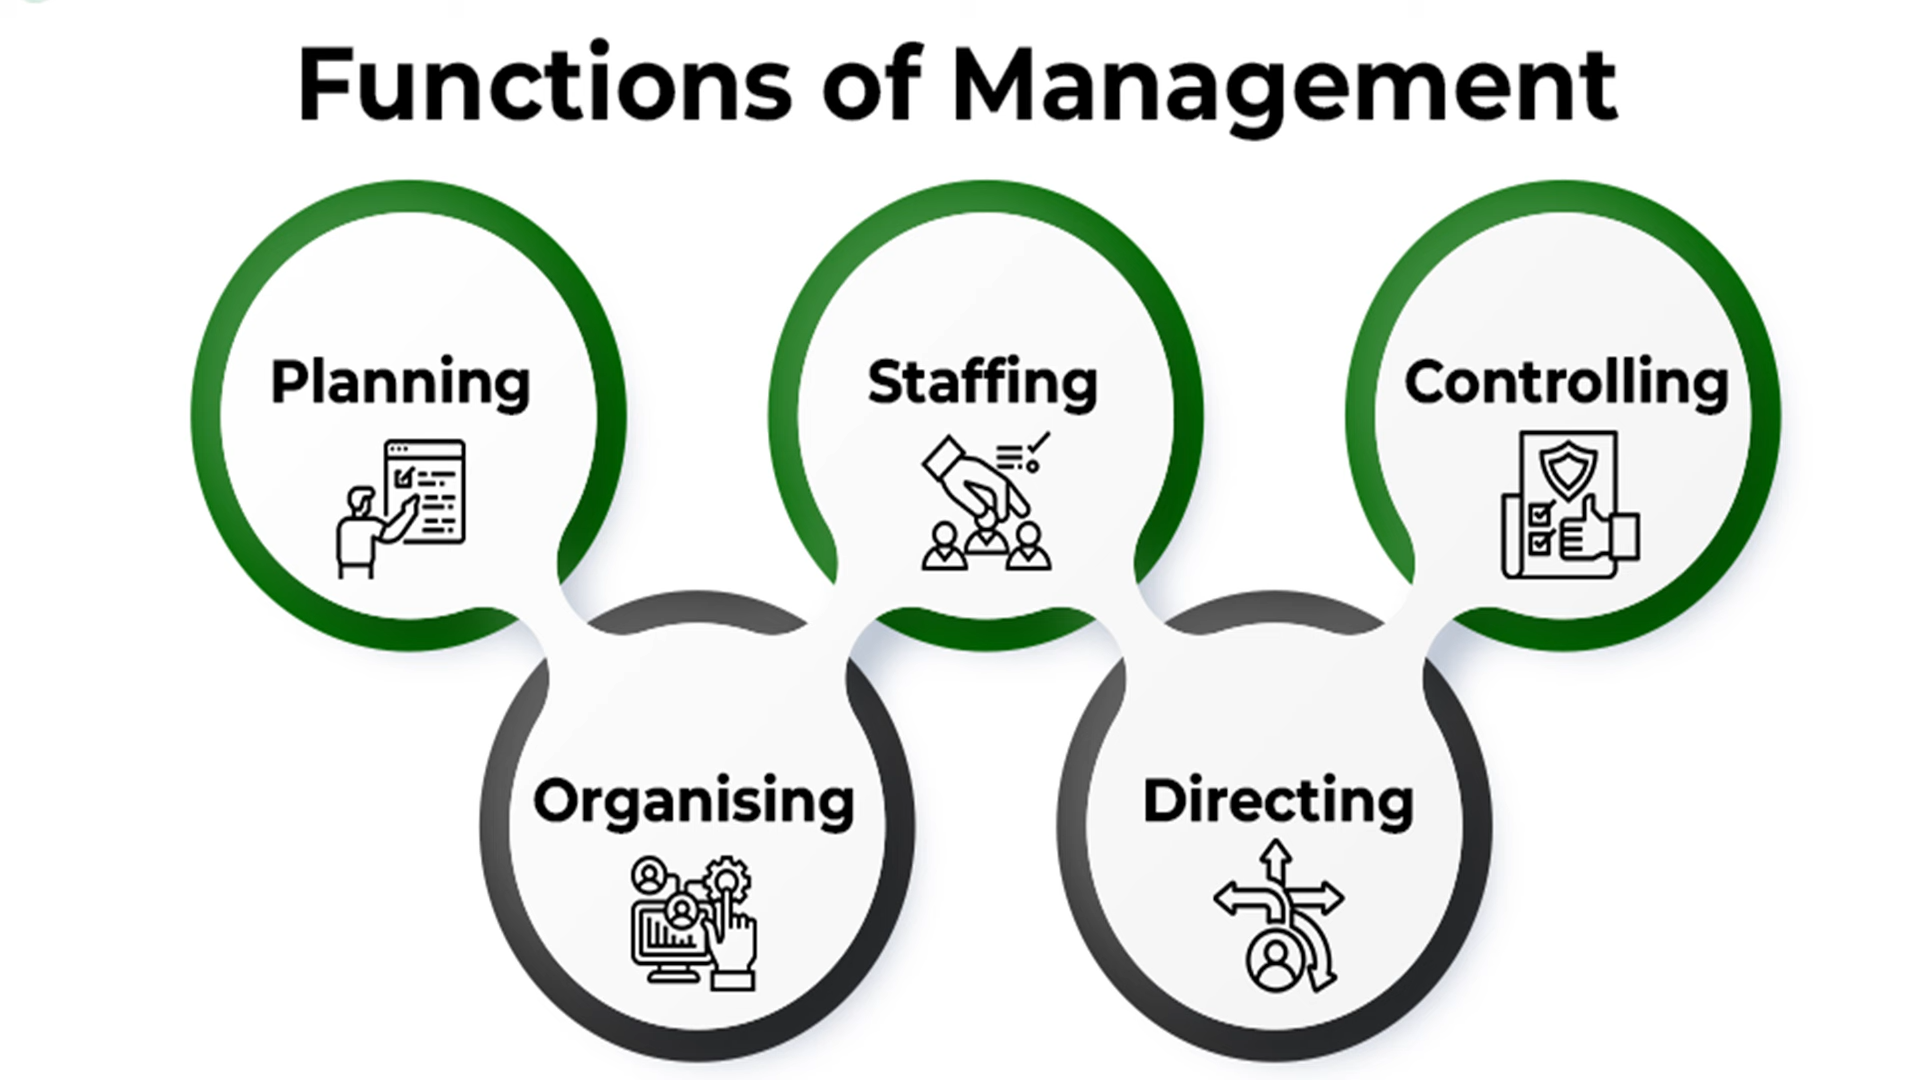 Functions of Management
Planning
Staffing
Controlling
Organising
Directing